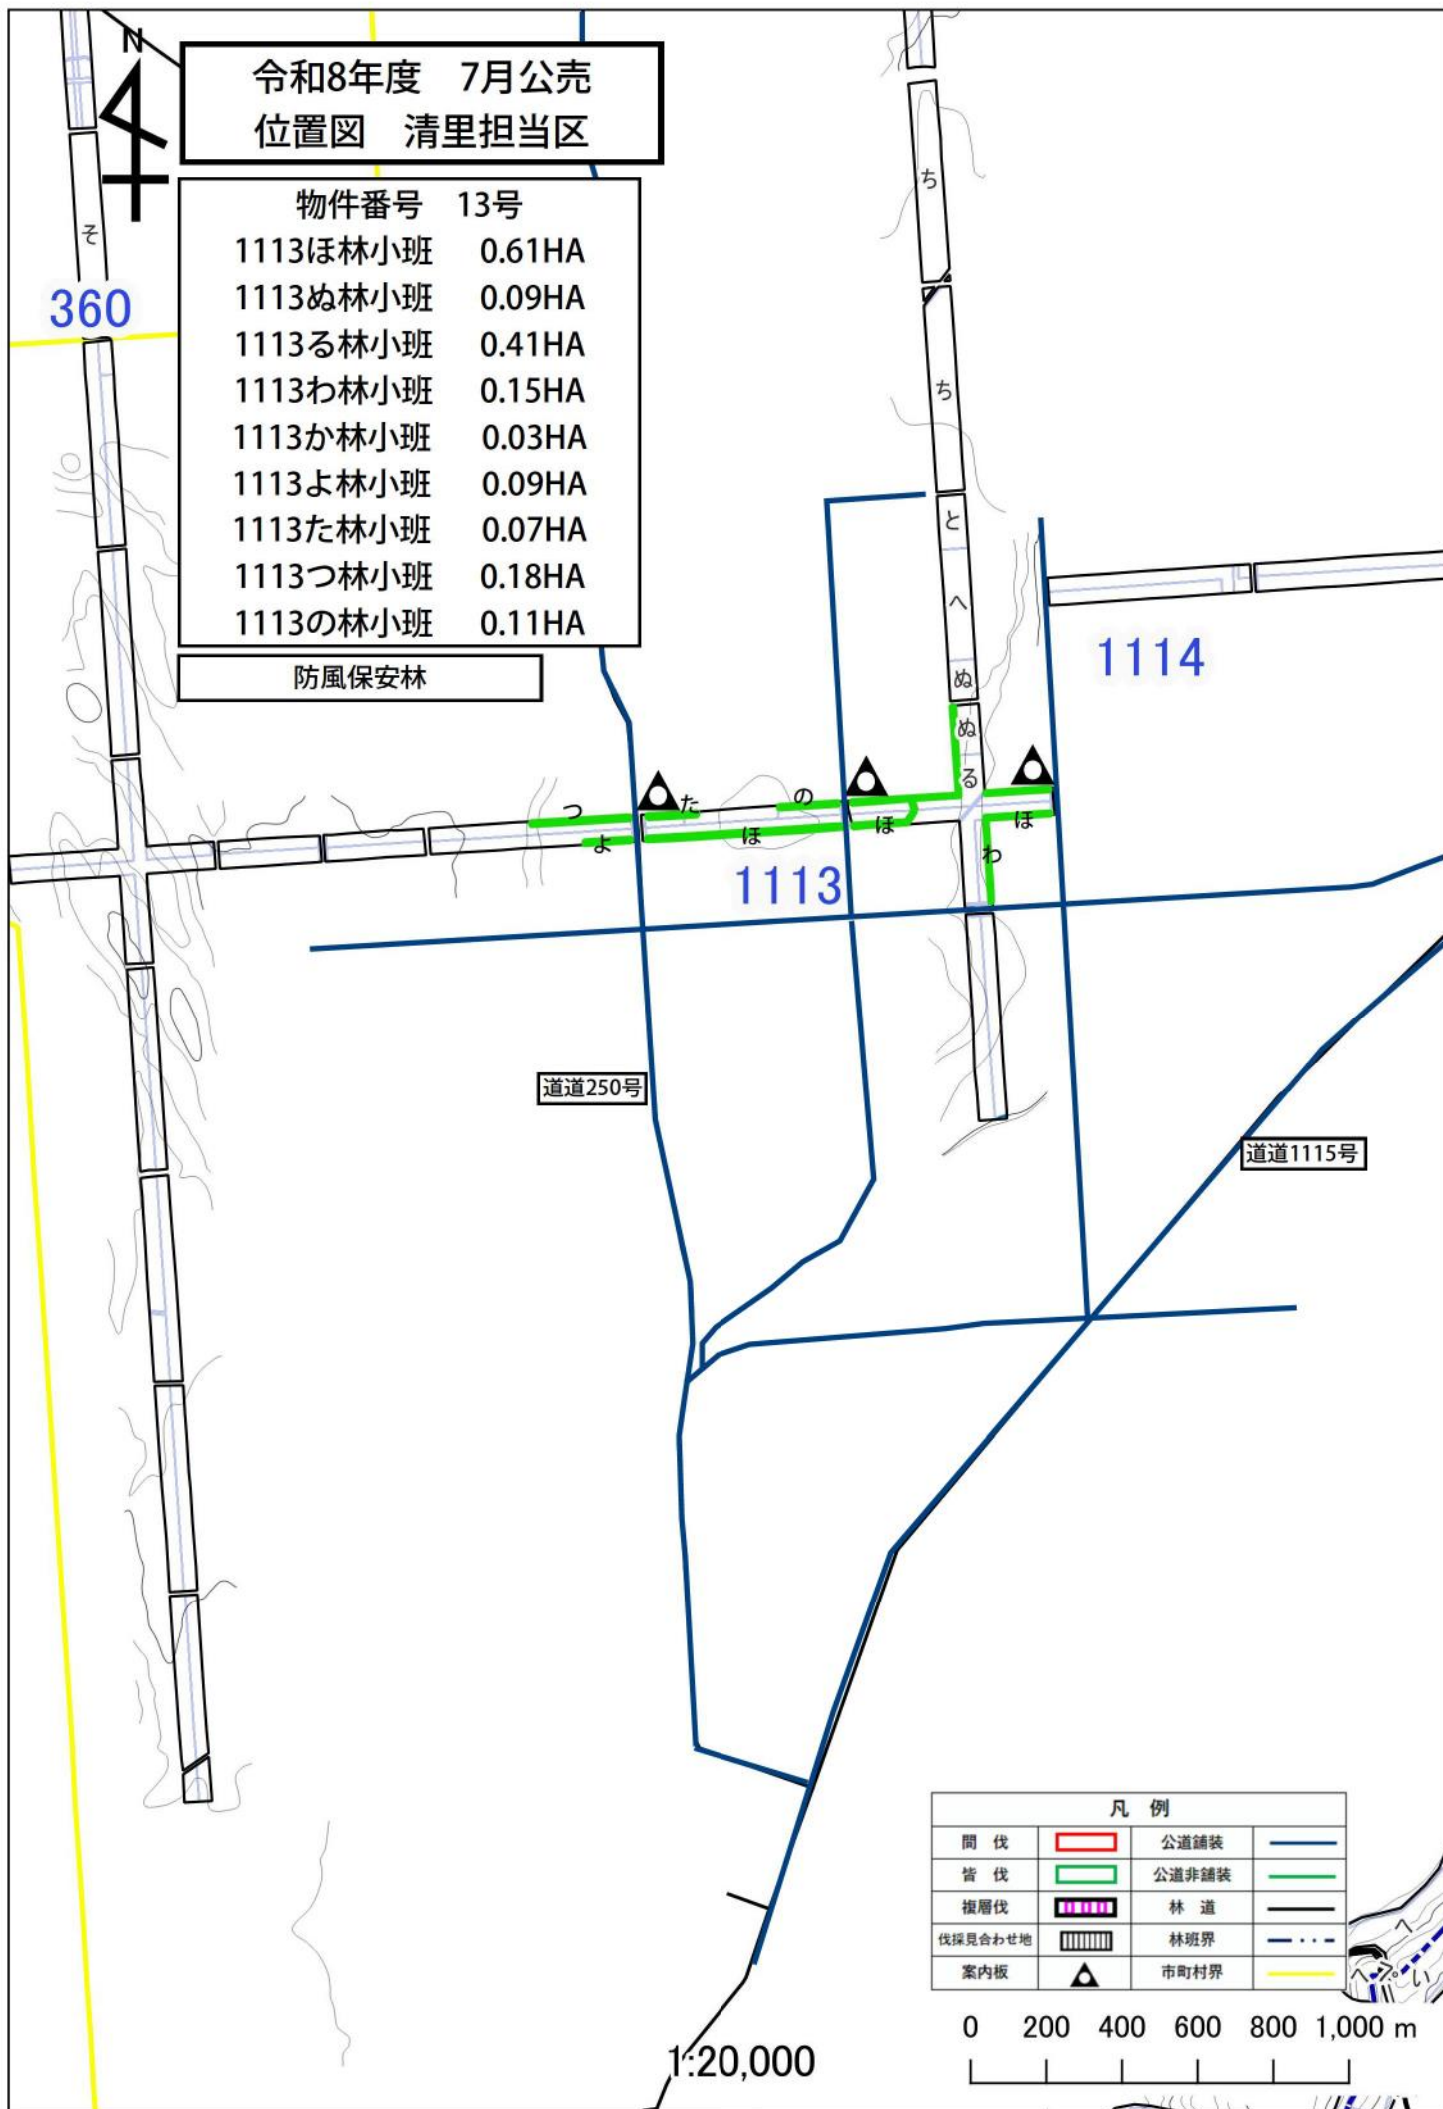 N
令和8年度　7月公売
位置図　清里担当区
物件番号　13号
1113ほ林小班　0.61HA
1113ぬ林小班　0.09HA
1113る林小班　0.41HA
1113わ林小班　0.15HA
1113か林小班　0.03HA
1113よ林小班　0.09HA
1113た林小班　0.07HA
1113つ林小班　0.18HA
1113の林小班　0.11HA
防風保安林
そ
360
ち
ち
と
へ
ぬ
ぬ
る
1114
つ
た
の
よ
ほ
ほ
ほ
わ
1113
道道250号
道道1115号
凡　例
間　伐　公道舗装
皆　伐　公道非舗装
複層伐　林　道
伐採見合わせ地　林班界
案内板　市町村界
へ
へ
い
0　200　400　600　800　1,000 m
1:20,000